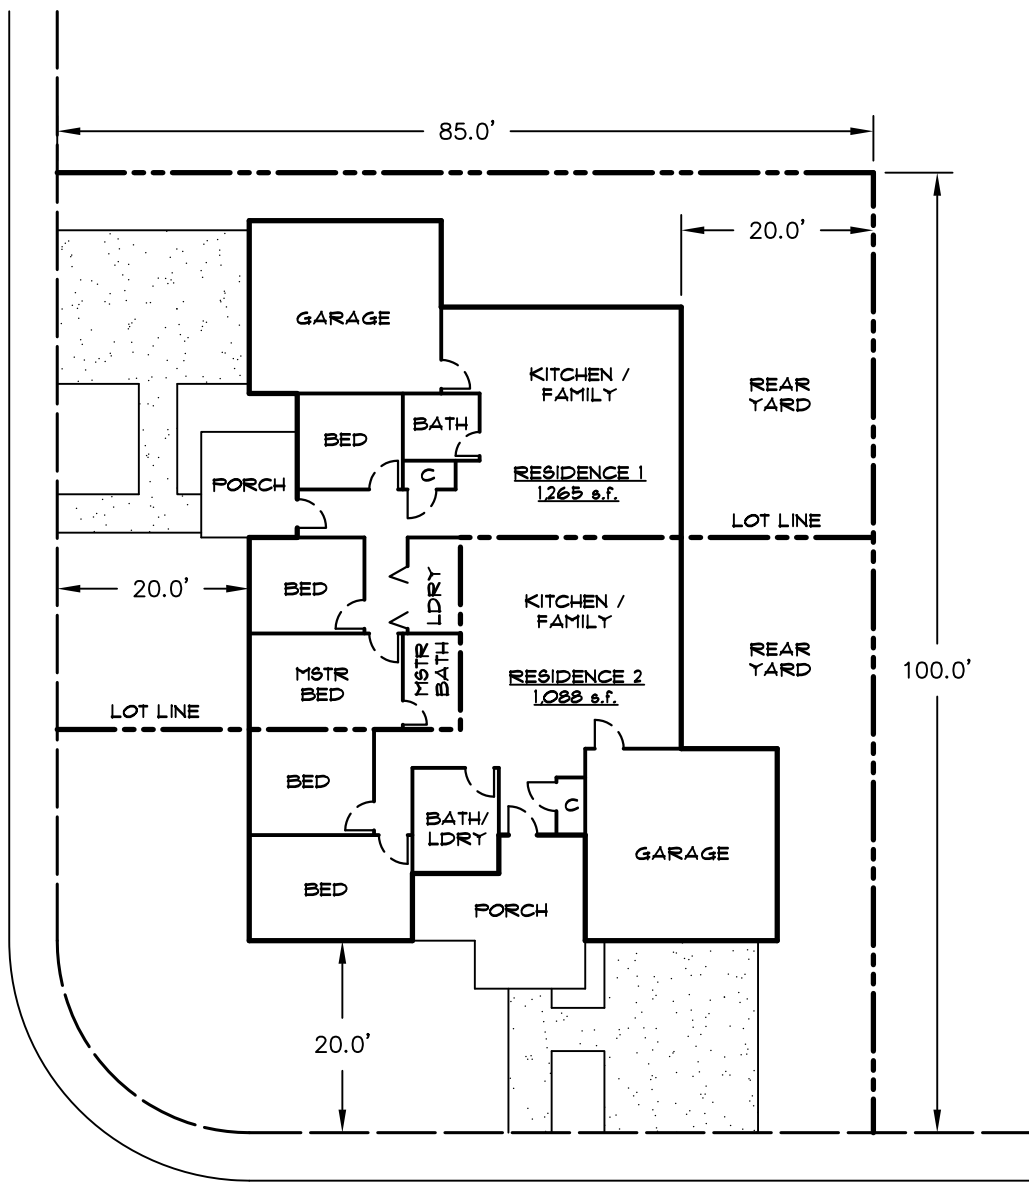 85.0'
20.0'
GARAGE
KITCHEN /
FAMILY
REAR
YARD
BATH
BED
C
RESIDENCE 1
1,265 s.f.
PORCH
LOT LINE
20.0'
BED
LDRY
KITCHEN /
FAMILY
REAR
YARD
100.0'
MSTR
BED
MSTR
BATH
RESIDENCE 2
1,088 s.f.
LOT LINE
BED
BATH/
LDRY
C
GARAGE
BED
PORCH
20.0'